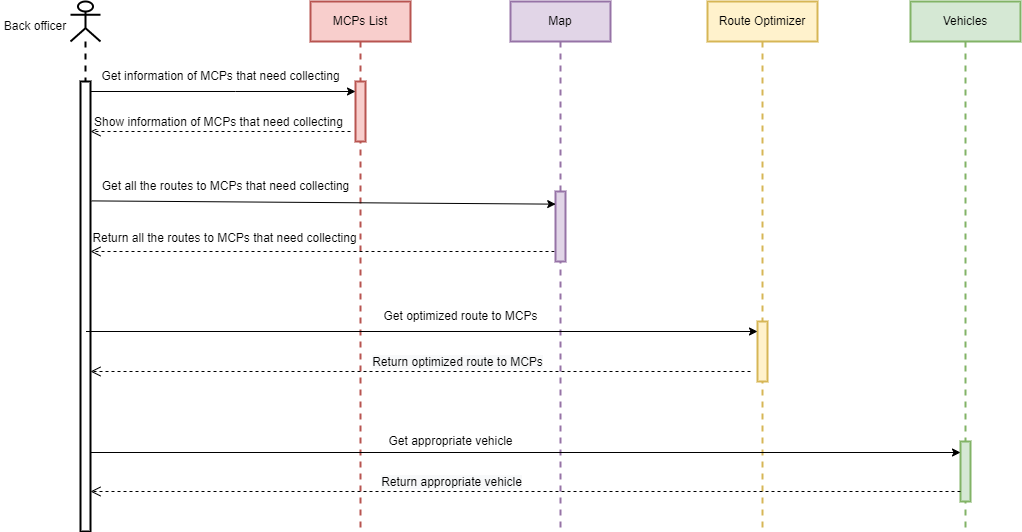 Back officer
MCPs List
Map
Route Optimizer
Vehicles
Get information of MCPs that need collecting
Show information of MCPs that need collecting
Get all the routes to MCPs that need collecting
Return all the routes to MCPs that need collecting
Get optimized route to MCPs
Return optimized route to MCPs
Get appropriate vehicle
Return appropriate vehicle